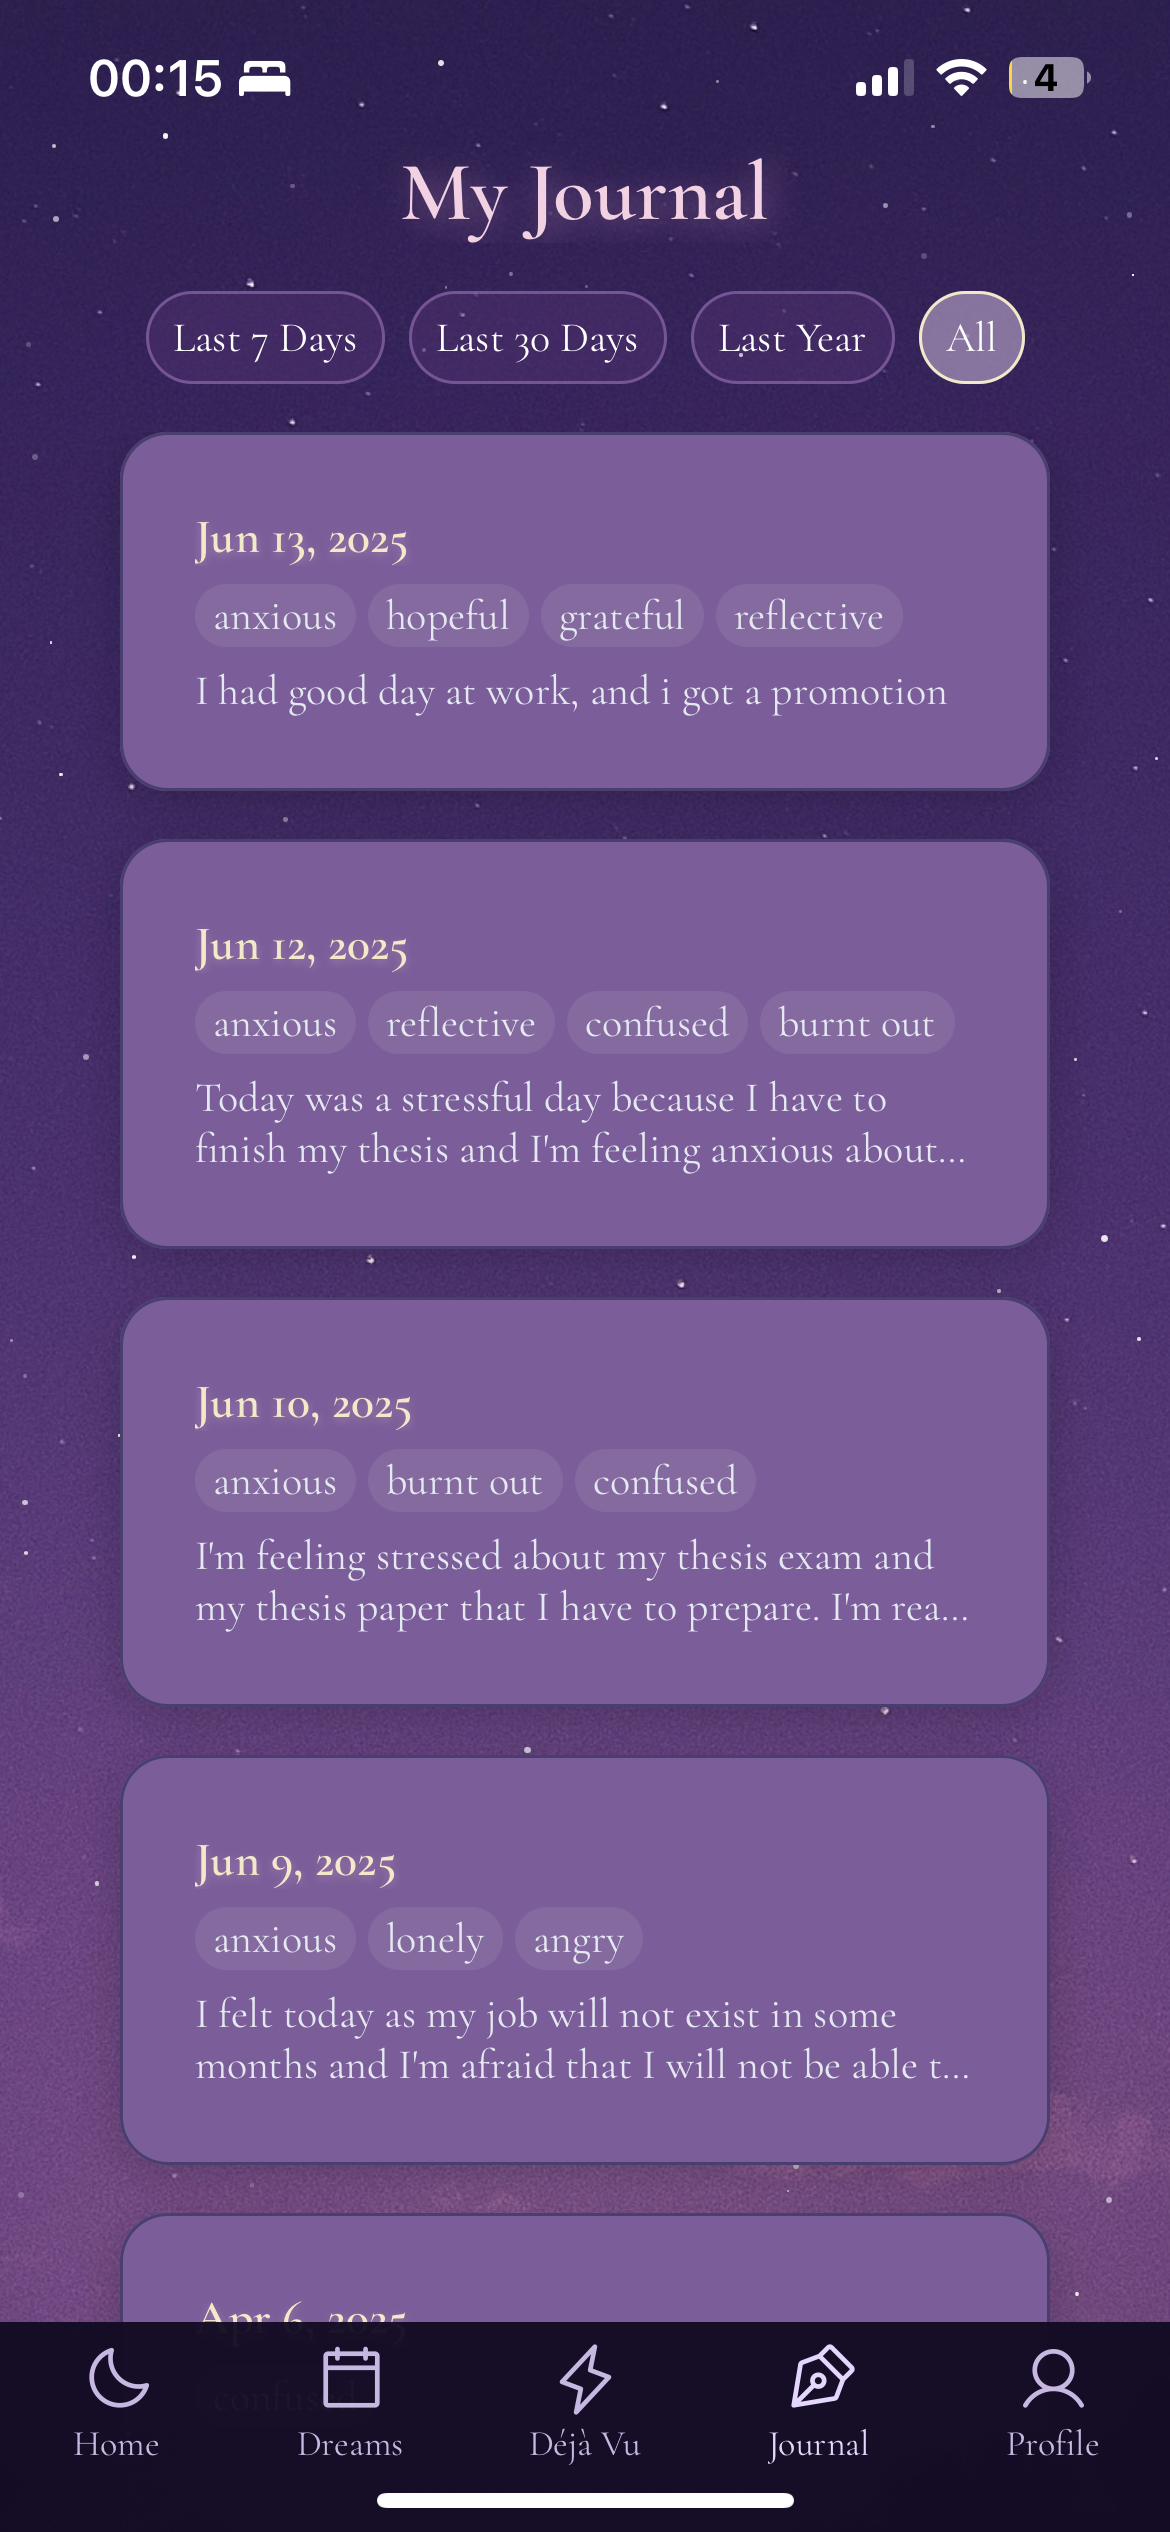 00:15
4
My Journal
Last 7 Days
Last 30 Days
Last Year
All
Jun 13, 2025
anxious
hopeful
grateful
reflective
I had good day at work, and i got a promotion
Jun 12, 2025
anxious
reflective
confused
burnt out
Today was a stressful day because I have to
finish my thesis and I'm feeling anxious about...
Jun 10, 2025
anxious
burnt out
confused
I'm feeling stressed about my thesis exam and
my thesis paper that I have to prepare. I'm rea...
Jun 9, 2025
anxious
lonely
angry
I felt today as my job will not exist in some
months and I'm afraid that I will not be able t...
Apr 6, 2025
confused
Home
Dreams
Déjà Vu
Journal
Profile